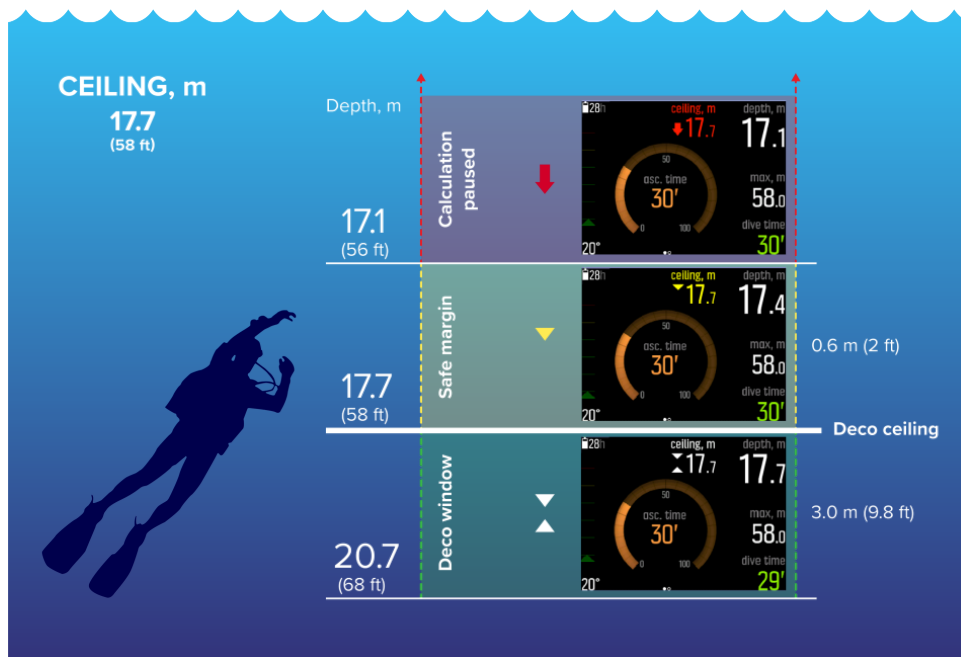 CEILING, m
17.7
(58 ft)
Depth, m
17.1
(56 ft)
Calculation
paused
28h
ceiling, m
17.7
depth, m
17.1
50
asc. time
30'
0
100
max, m
58.0
dive time
30'
20°
17.7
(58 ft)
Safe margin
28h
ceiling, m
17.7
depth, m
17.4
50
asc. time
30'
0
100
max, m
58.0
dive time
30'
20°
0.6 m (2 ft)
Deco ceiling
20.7
(68 ft)
Deco window
28h
ceiling, m
17.7
depth, m
17.7
50
asc. time
30'
0
100
max, m
58.0
dive time
29'
20°
3.0 m (9.8 ft)